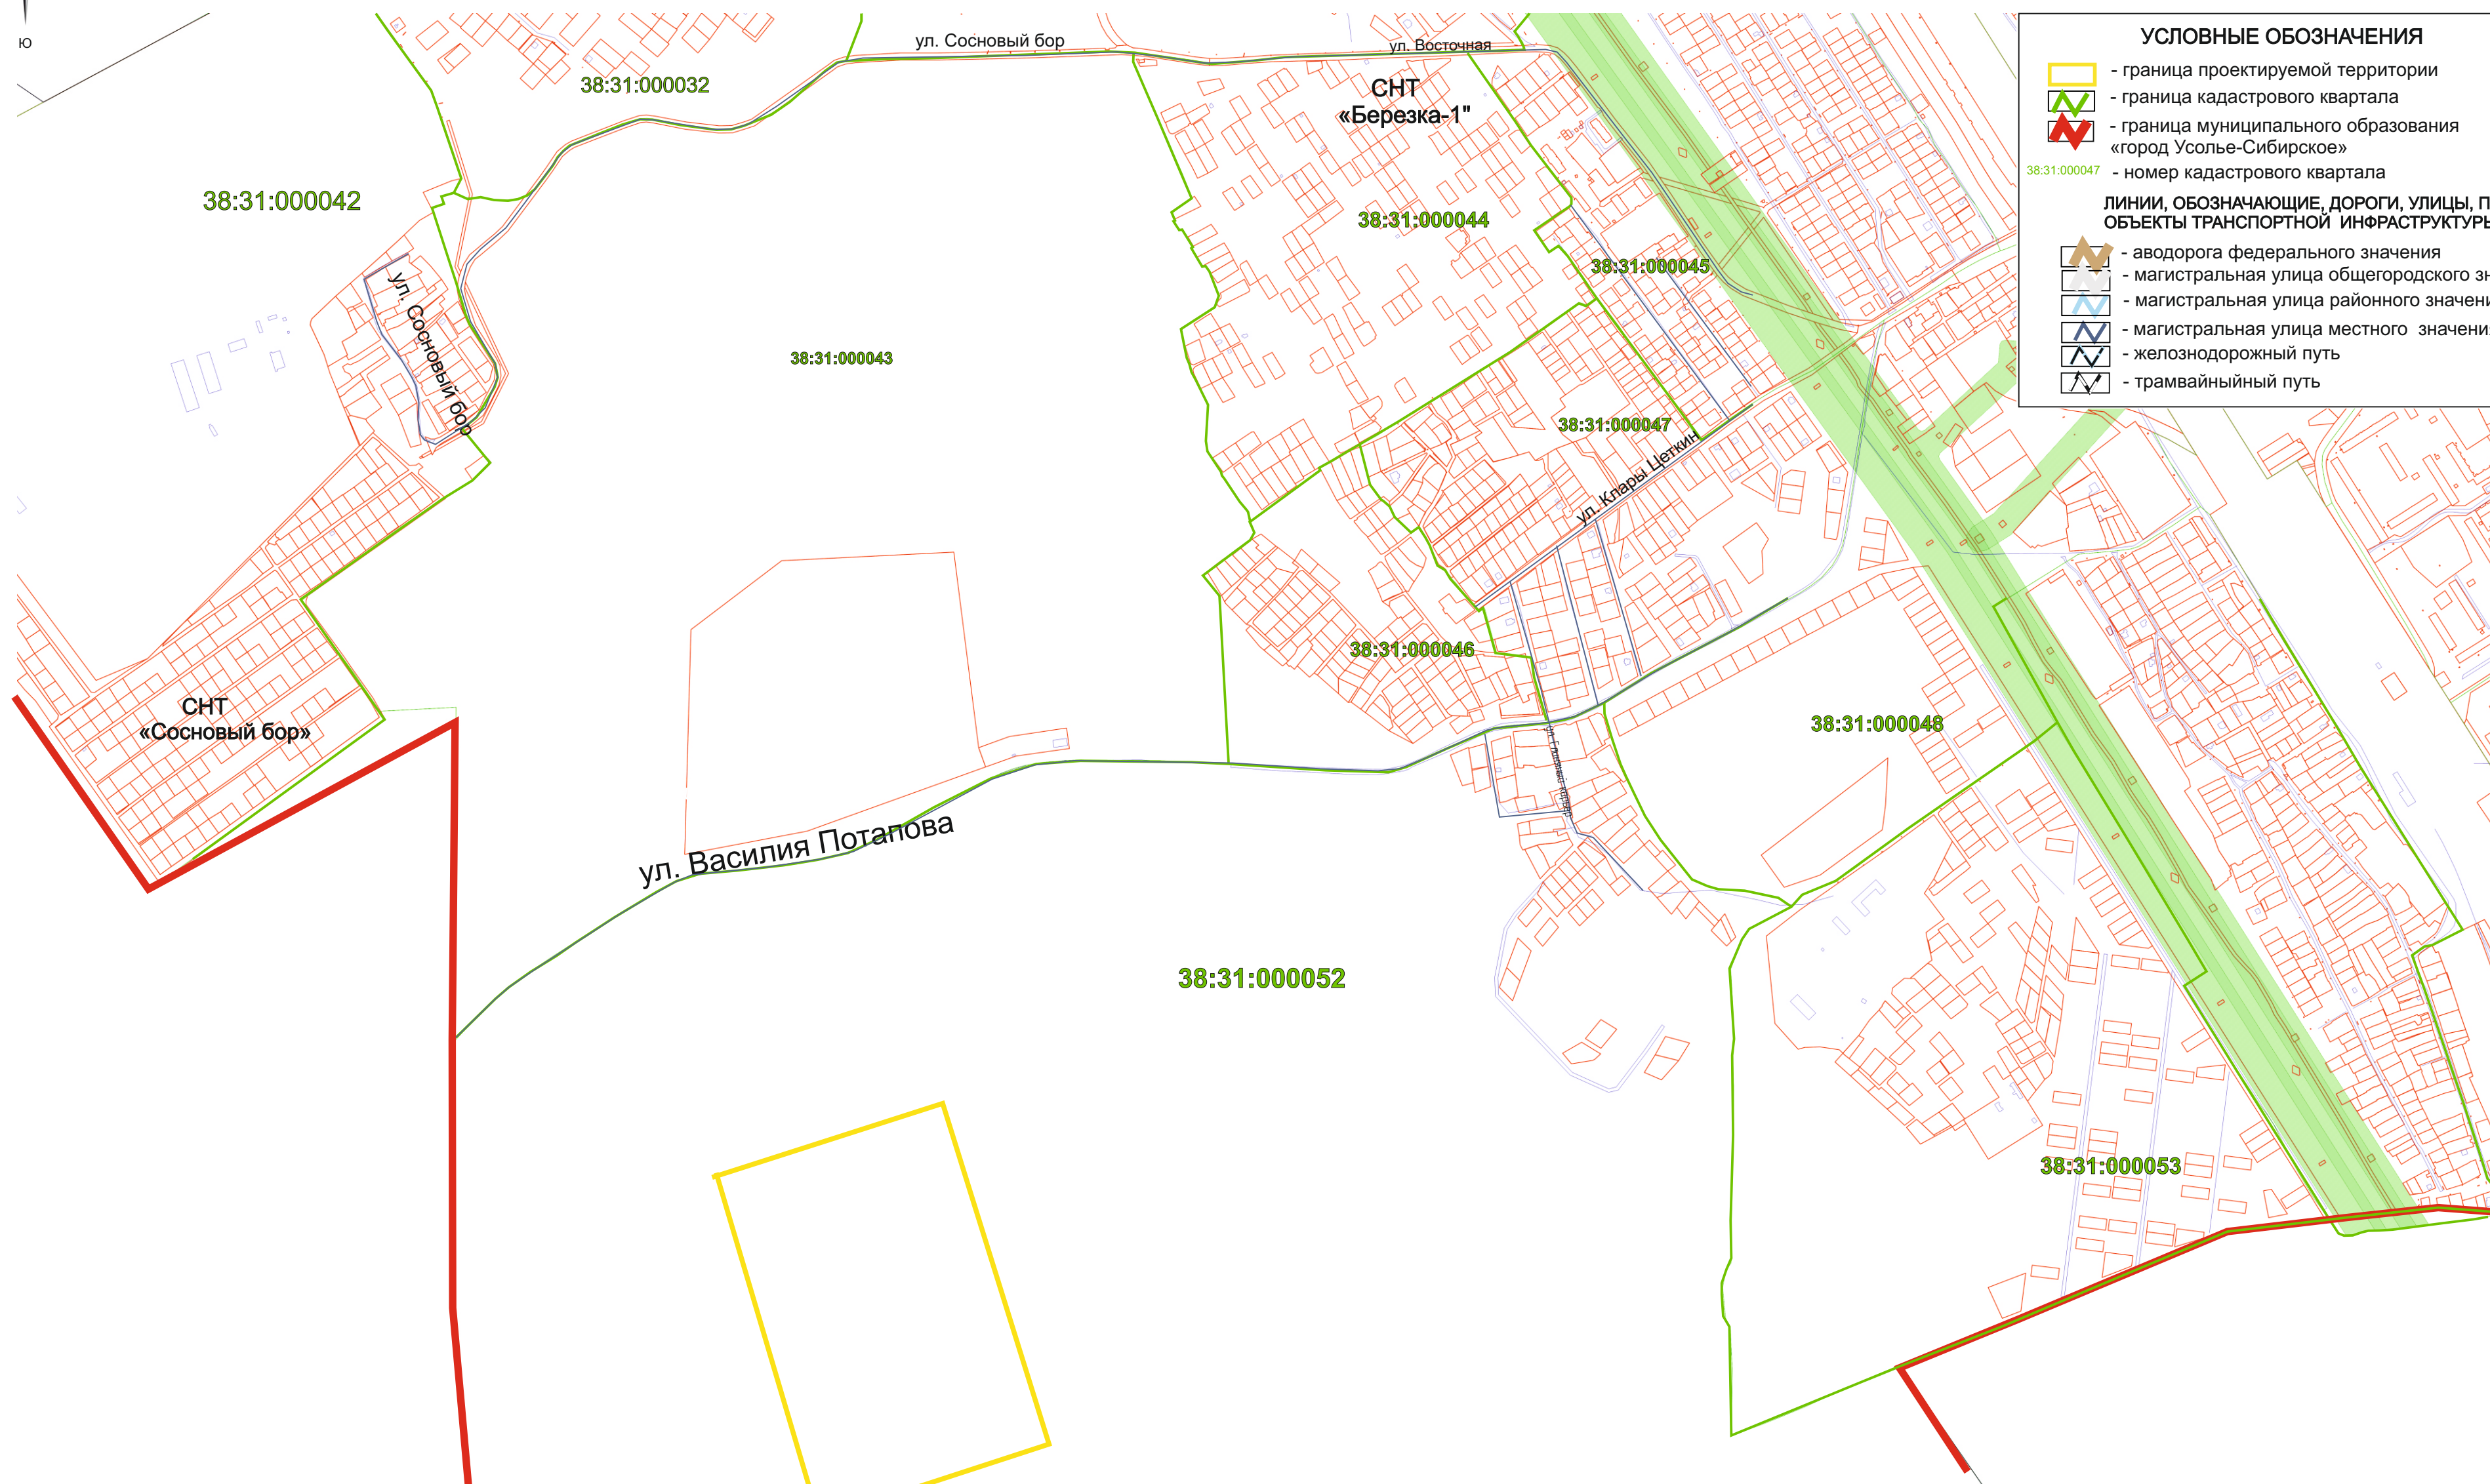 ю
ул. Сосновый бор
ул. Восточная
38:31:000032
СНТ
«Березка-1"
38:31:000042
38:31:000044
38:31:000045
ул. Сосновый бор
38:31:000043
38:31:000047
ул. Клары Цеткин
38:31:000046
СНТ
«Сосновый бор»
38:31:000048
ул. Василия Потапова
38:31:000052
38:31:000053
УСЛОВНЫЕ ОБОЗНАЧЕНИЯ
- граница проектируемой территории
- граница кадастрового квартала
- граница муниципального образования
«город Усолье-Сибирское»
38:31:000047 - номер кадастрового квартала
ЛИНИИ, ОБОЗНАЧАЮЩИЕ, ДОРОГИ, УЛИЦЫ, П
ОБЪЕКТЫ ТРАНСПОРТНОЙ ИНФРАСТРУКТУРЫ
- аводорога федерального значения
- магистральная улица общегородского зн
- магистральная улица районного значени
- магистральная улица местного значени
- желознодорожный путь
- трамвайныйный путь